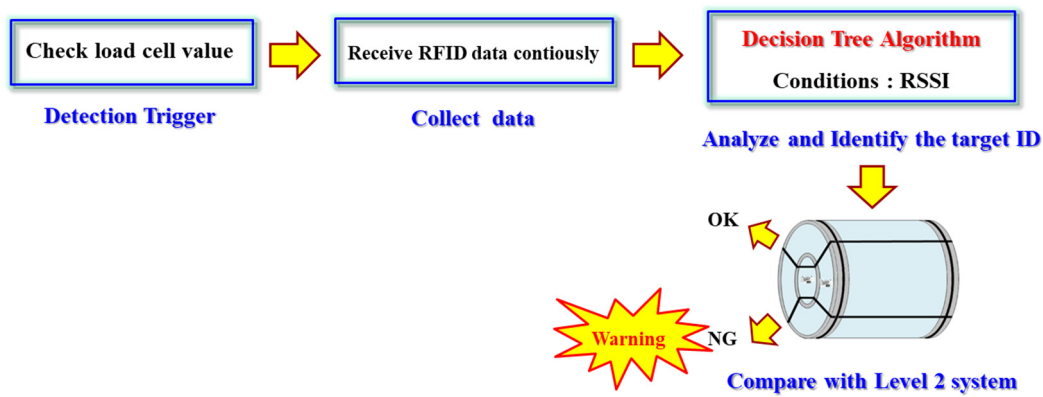 Check load cell value
Detection Trigger
Receive RFID data contiously
Collect data
Decision Tree Algorithm
Conditions : RSSI
Analyze and Identify the target ID
OK
Warning
NG
Compare with Level 2 system